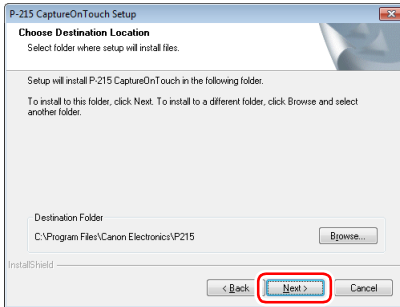 P-215 CaptureOnTouch Setup
Choose Destination Location
Select folder where setup will install files.
Setup will install P-215 CaptureOnTouch in the following folder.
To install to this folder, click Next. To install to a different folder, click Browse and select
another folder.
Destination Folder
C:\Program Files\Canon Electronics\P215
Browse...
InstallShield
< Back
Next >
Cancel